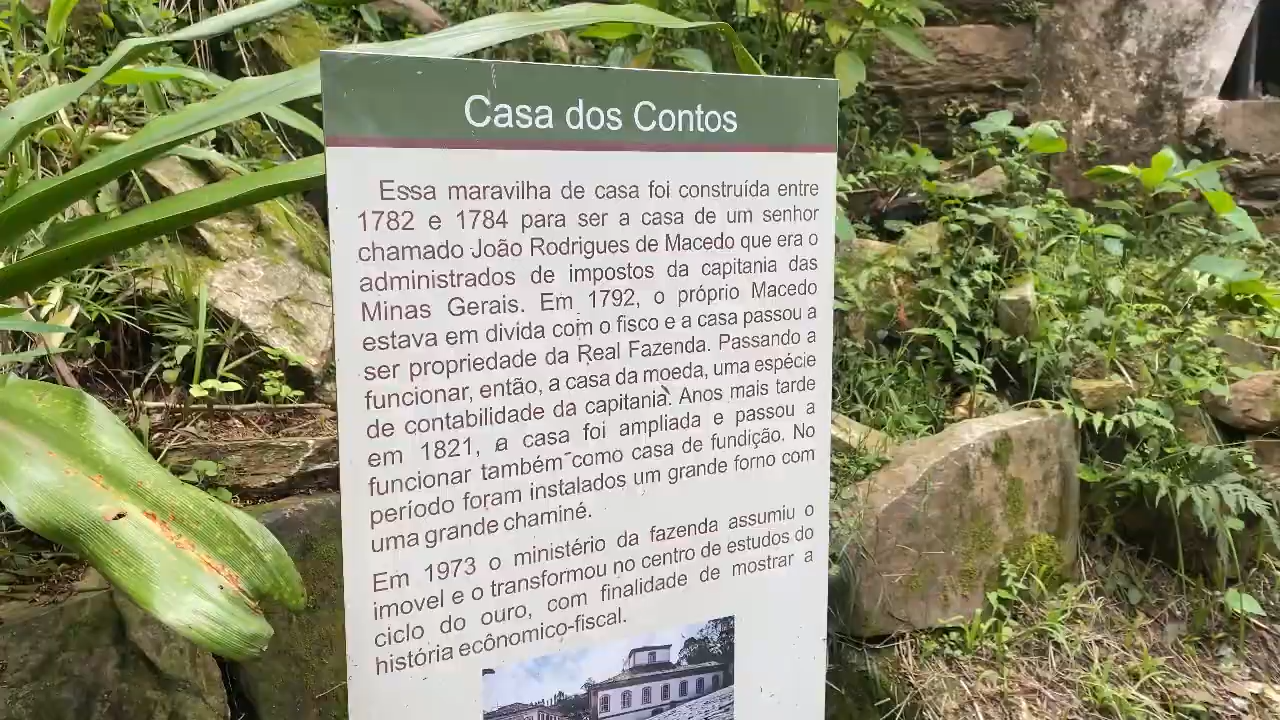 Casa dos Contos
Essa maravilha de casa foi construída entre
1782 e 1784 para ser a casa de um senhor
chamado João Rodrigues de Macedo que era o
administrados de impostos da capitania das
Minas Gerais. Em 1792, o próprio Macedo
estava em divida com o fisco e a casa passou a
ser propriedade da Real Fazenda. Passando a
funcionar, então, a casa da moeda, uma espécie
de contabilidade da capitania. Anos mais tarde
em 1821, a casa foi ampliada e passou a
funcionar também como casa de fundição. No
período foram instalados um grande forno com
uma grande chaminé.
Em 1973 o ministério da fazenda assumiu o
imovel e o transformou no centro de estudos do
ciclo do ouro, com finalidade de mostrar a
história ecônomico-fiscal.